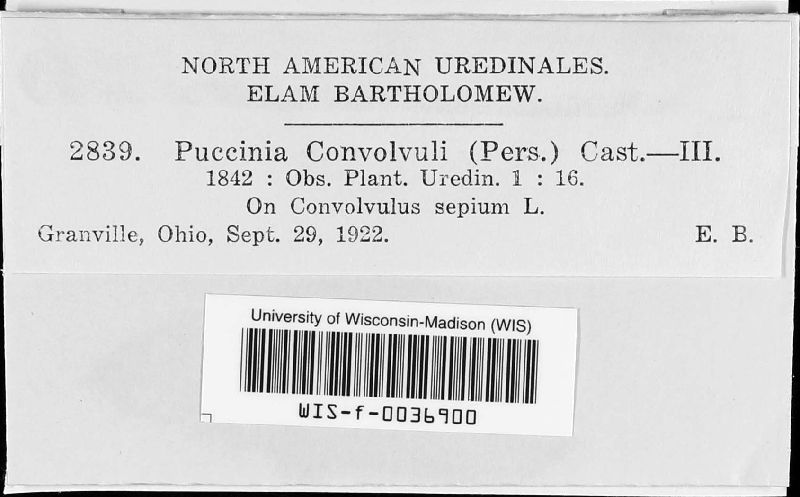 NORTH AMERICAN UREDINALES.
ELAM BARTHOLOMEW.
2839. Puccinia Convolvuli (Pers.) Cast.—III.
1842 : Obs. Plant. Uredin. 1 : 16.
On Convolvulus sepium L.
Granville, Ohio, Sept. 29, 1922. E. B.
University of Wisconsin-Madison (WIS)
WIS-f-0036900